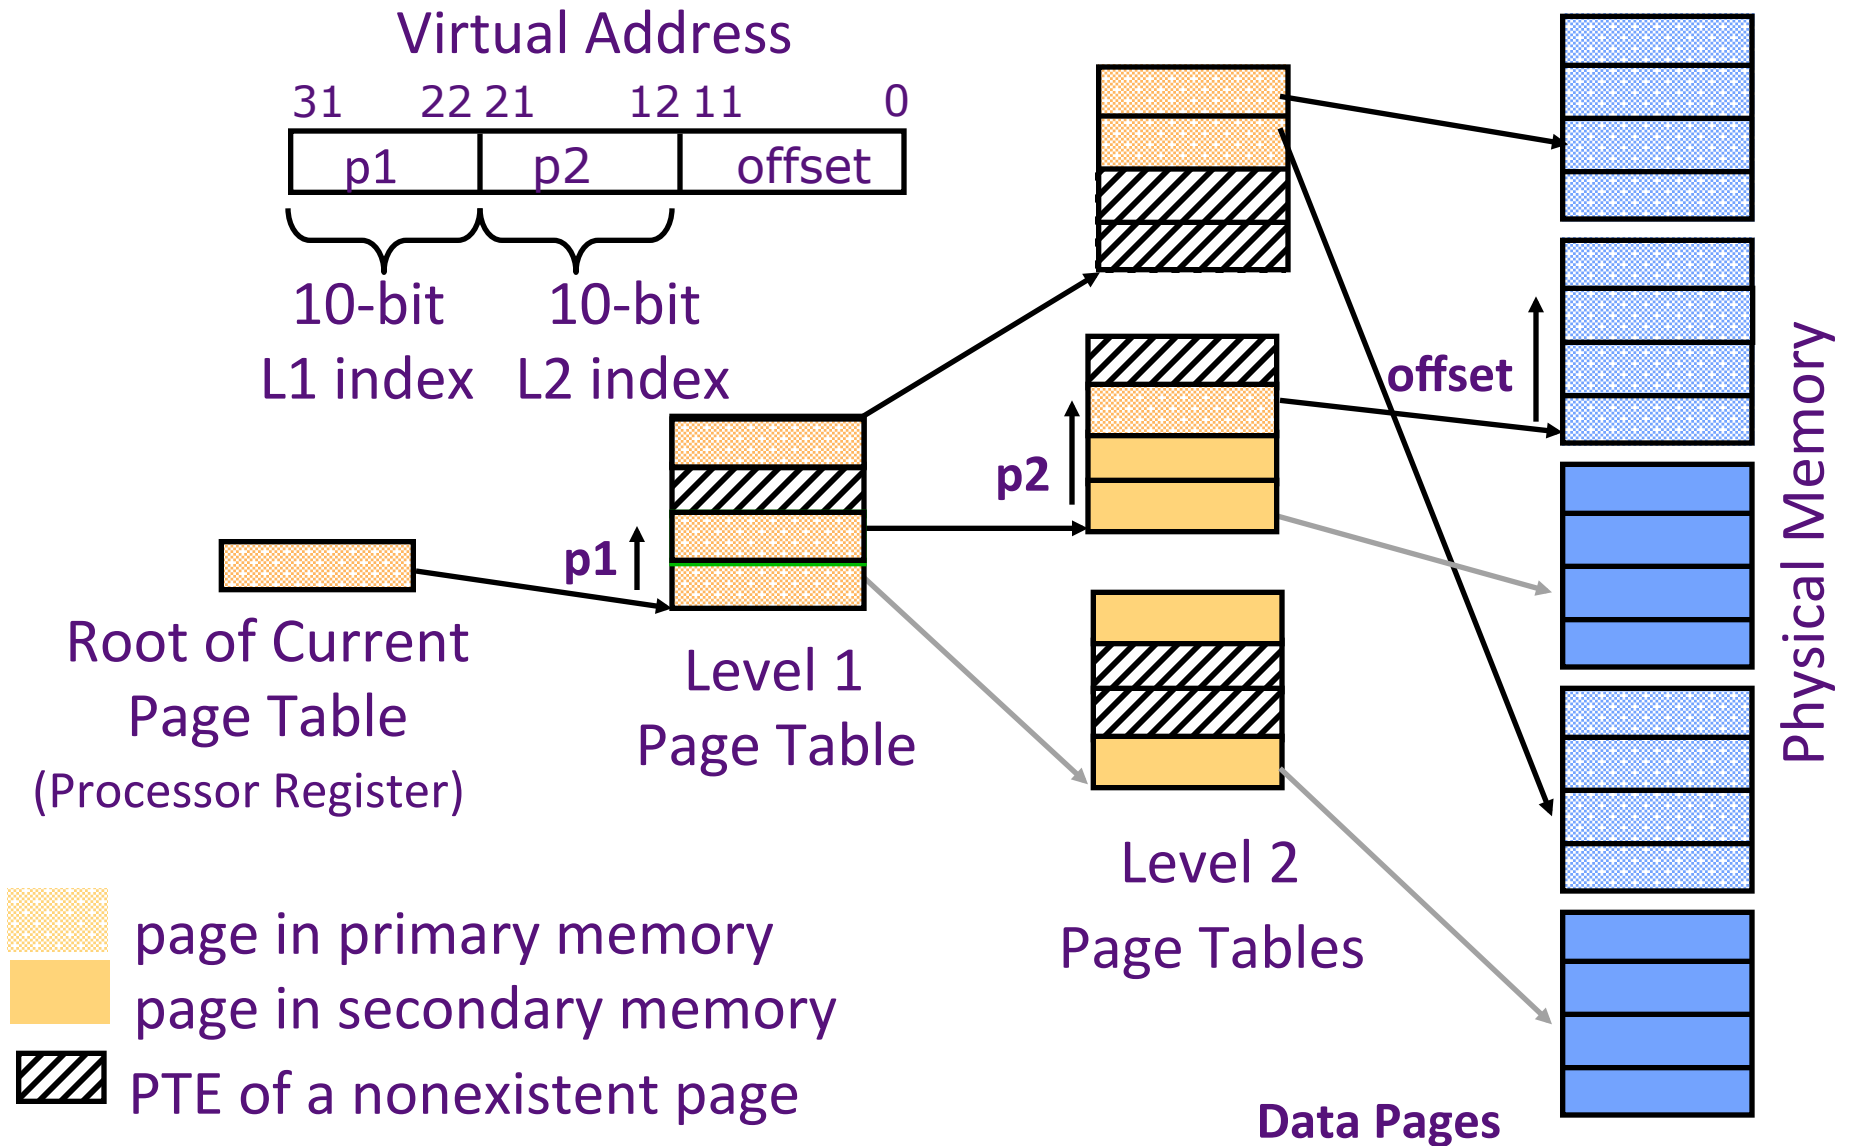 Virtual Address
31 22 21 12 11 0
p1 p2 offset
10-bit
L1 index
10-bit
L2 index
Root of Current
Page Table
(Processor Register)
p1
Level 1
Page Table
p2
Level 2
Page Tables
offset
Physical Memory
page in primary memory
page in secondary memory
PTE of a nonexistent page
Data Pages